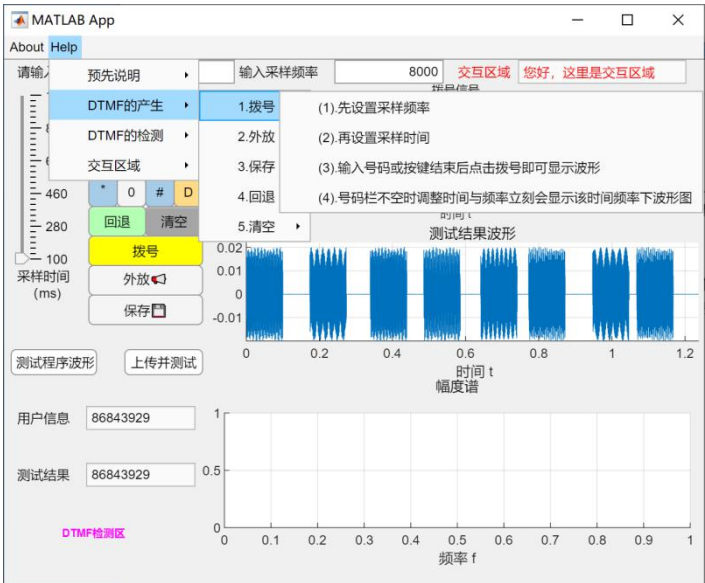 MATLAB App
About Help
请输
输入采样频率
8000
交互区域
您好，这里是交互区域
预先说明
DTMF的产生
DTMF的检测
交互区域
1.拨号
2.外放
3.保存
4.回退
5.清空
(1).先设置采样频率
(2).再设置采样时间
(3).输入号码或按键结束后点击拨号即可显示波形
(4).号码栏不空时调整时间与频率立刻会显示该时间频率下波形图
460
280
100
采样时间
(ms)
* 0 # D
回退 清空
拨号
外放
保存
测试程序波形 上传并测试
时间 t
测试结果波形
0.02
0.01
0
-0.01
0 0.2 0.4 0.6 0.8 1 1.2
时间 t
幅度谱
用户信息 86843929
测试结果 86843929
DTMF检测区
1
0.5
0
0 0.1 0.2 0.3 0.4 0.5 0.6 0.7 0.8 0.9 1
频率 f